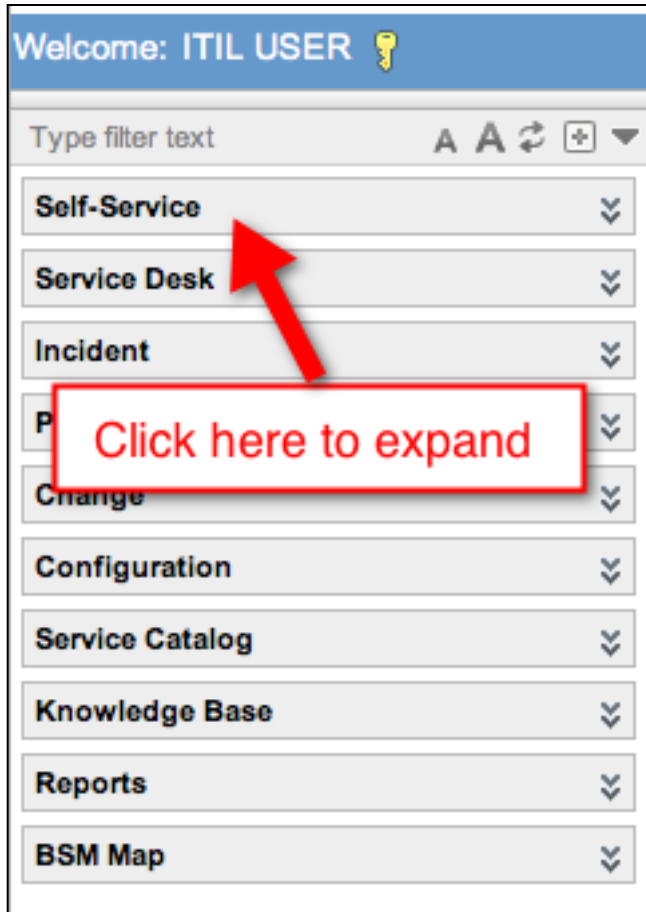 Welcome: ITIL USER
Type filter text A A
Self-Service
Service Desk
Incident
P
Click here to expand
Change
Configuration
Service Catalog
Knowledge Base
Reports
BSM Map